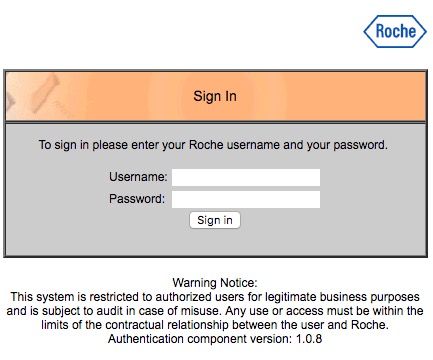 Roche
Sign In
To sign in please enter your Roche username and your password.
Username:
Password:
Sign in
Warning Notice:
This system is restricted to authorized users for legitimate business purposes
and is subject to audit in case of misuse. Any use or access must be within the
limits of the contractual relationship between the user and Roche.
Authentication component version: 1.0.8